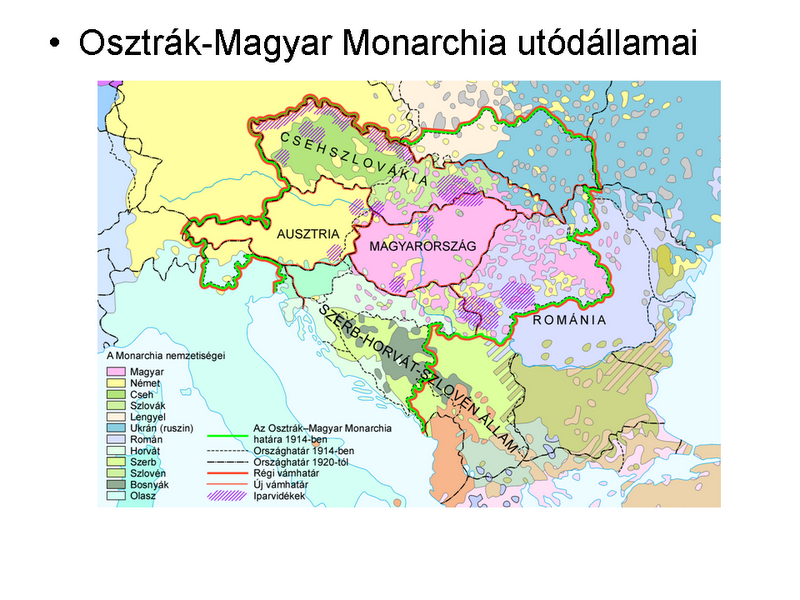 • Osztrák-Magyar Monarchia utódállamai
CSEHSZLOVÁKIA
AUSZTRIA
MAGYARORSZÁG
ROMÁNIA
SZERB-HORVÁT-SZLOVÉN ÁLLAM
A Monarchia nemzetiségei
Magyar
Német
Cseh
Szlovák
Lengyel
Ukrán (ruszin)
Román
Horvát
Szerb
Szlovén
Bosnyák
Olasz
Az Osztrák–Magyar Monarchia
határa 1914-ben
Országhatár 1914-ben
Országhatár 1920-tól
Régi vámhatár
Új vámhatár
Iparvidékek